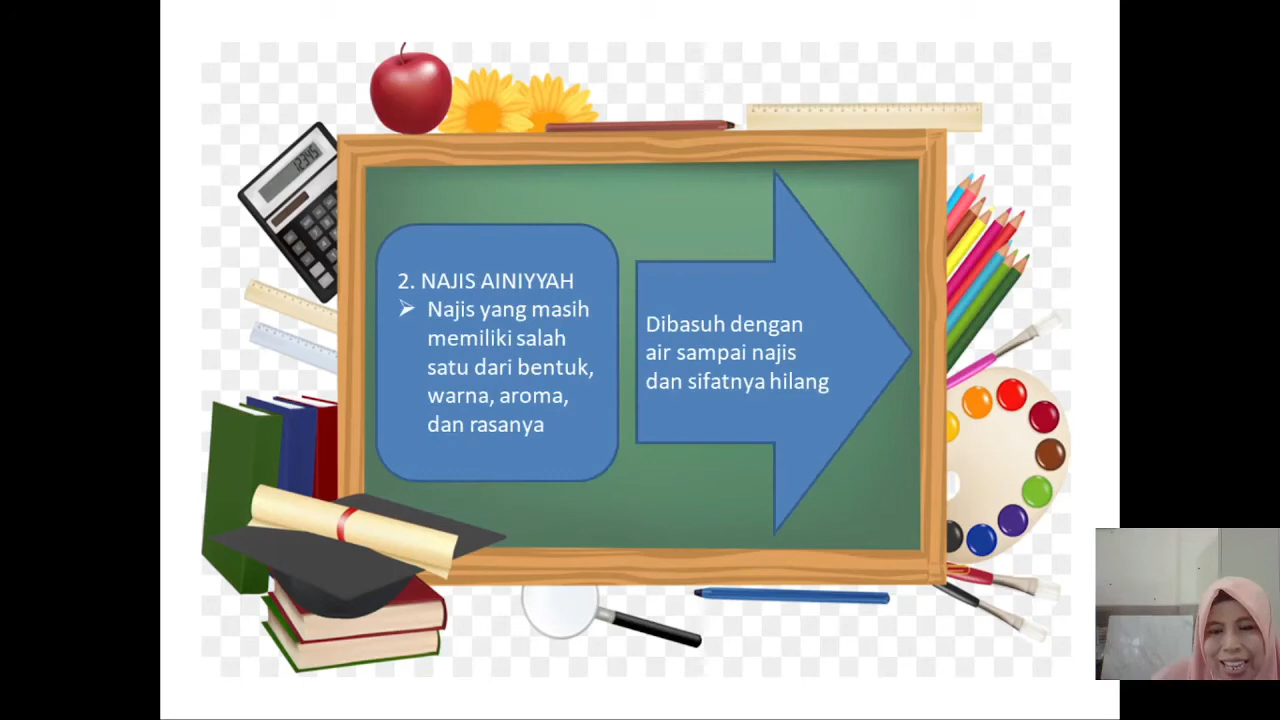 2. NAJIS AINIYYAH
➢ Najis yang masih
memiliki salah
satu dari bentuk,
warna, aroma,
dan rasanya
Dibasuh dengan
air sampai najis
dan sifatnya hilang
12345